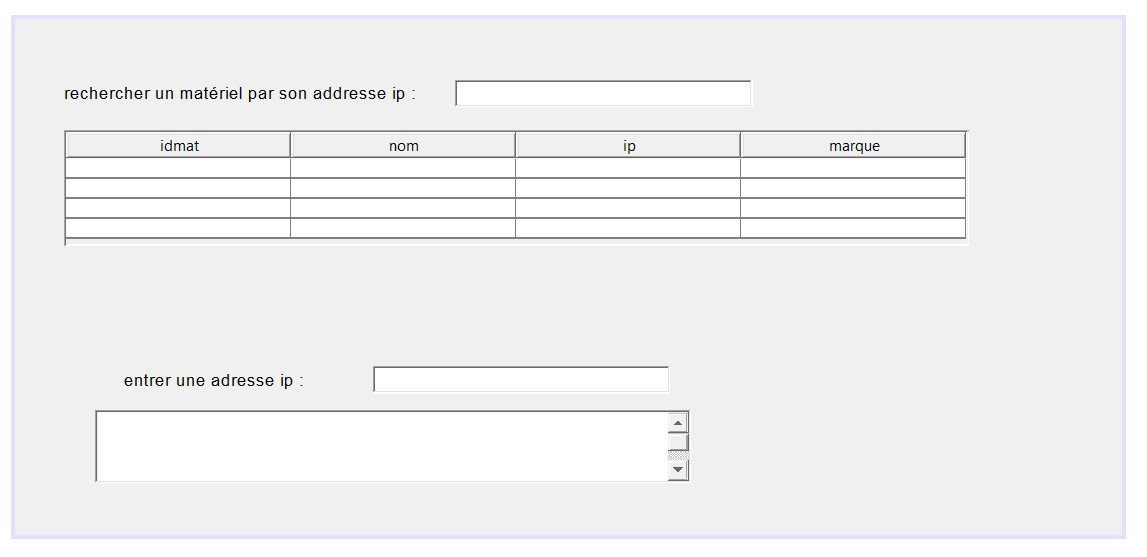 rechercher un matériel par son addresse ip :
idmat nom ip marque
entrer une adresse ip :